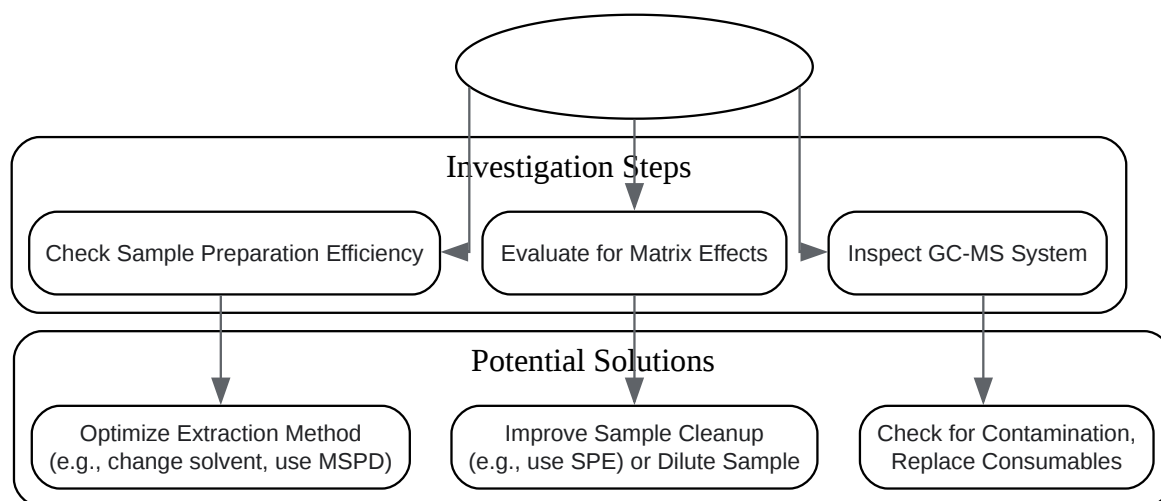 Investigation Steps
Check Sample Preparation Efficiency
Evaluate for Matrix Effects
Inspect GC-MS System
Potential Solutions
Optimize Extraction Method
(e.g., change solvent, use MSPD)
Improve Sample Cleanup
(e.g., use SPE) or Dilute Sample
Check for Contamination,
Replace Consumables